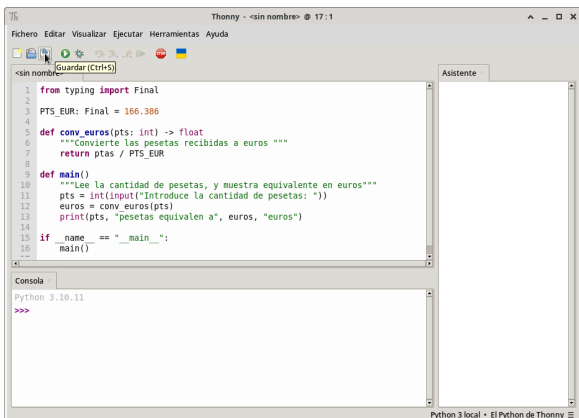 Thonny - <sin nombre> @ 17:1
Fichero Editar Visualizar Ejecutar Herramientas Ayuda
Guardar (Ctrl+S)
<sin nombre>
Asistente
1 from typing import Final
2
3 PTS_EUR: Final = 166.386
4
5 def conv_euros(pts: int) -> float
6 """Convierte las pesetas recibidas a euros """
7 return ptas / PTS_EUR
8
9 def main()
10 """Lee la cantidad de pesetas, y muestra equivalente en euros"""
11 pts = int(input("Introduce la cantidad de pesetas: "))
12 euros = conv_euros(pts)
13 print(pts, "pesetas equivalen a", euros, "euros")
14
15 if __name__ == "__main__":
16 main()
Consola
Python 3.10.11
>>>
Python 3 local • El Python de Thonny